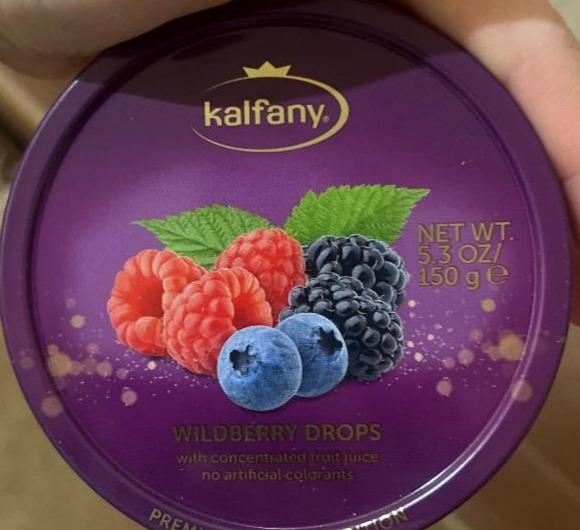 kalfany®
NET WT.
5.3 OZ/
150 g ℮
WILDBERRY DROPS
with concentrated fruit juice
no artificial colorants